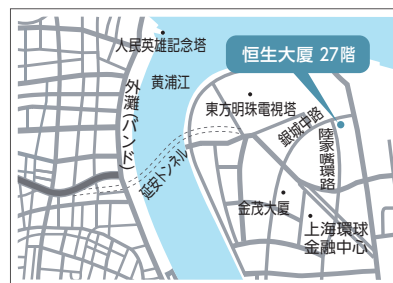 人民英雄記念塔
恒生大厦 27階
黄浦江
外灘(バンド)
東方明珠電視塔
銀城中路
陸家嘴環路
延安トンネル
金茂大厦
上海環球
金融中心